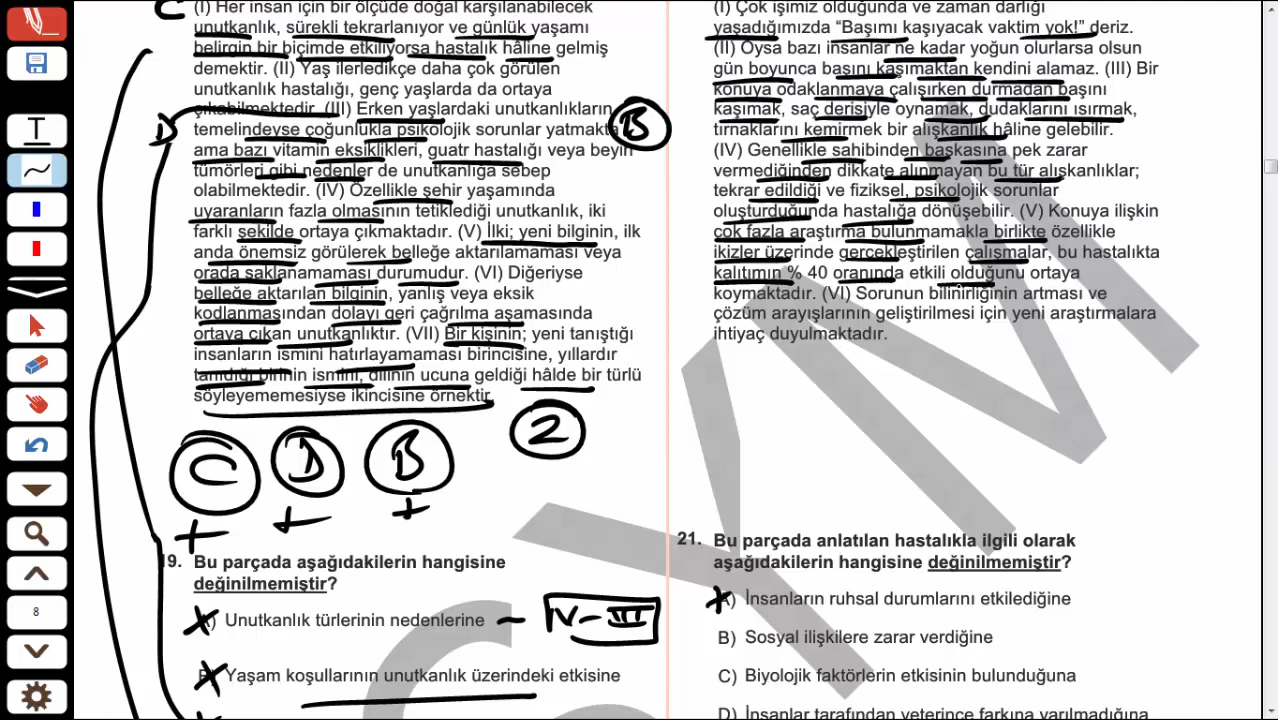 (I) Her insan için bir ölçüde doğal karşılanabilecek
unutkanlık, sürekli tekrarlanıyor ve günlük yaşamı
belirgin bir biçimde etkiliyorsa hastalık hâline gelmiş
demektir. (II) Yaş ilerledikçe daha çok görülen
unutkanlık hastalığı, genç yaşlarda da ortaya
çıkabilmektedir. (III) Erken yaşlardaki unutkanlıkların
temelindeyse çoğunlukla psikolojik sorunlar yatmakta
ama bazı vitamin eksiklikleri, guatr hastalığı veya beyin
tümörleri gibi nedenler de unutkanlığa sebep
olabilmektedir. (IV) Özellikle şehir yaşamında
uyaranların fazla olmasının tetiklediği unutkanlık, iki
farklı şekilde ortaya çıkmaktadır. (V) İlki; yeni bilginin, ilk
anda önemsiz görülerek belleğe aktarılamaması veya
orada saklanamaması durumudur. (VI) Diğeriyse
belleğe aktarılan bilginin, yanlış veya eksik
kodlanmasından dolayı geri çağrılma aşamasında
ortaya çıkan unutkanlıktır. (VII) Bir kişinin; yeni tanıştığı
insanların ismini hatırlayamaması birincisine, yıllardır
tanıdığı birinin ismini, dilinin ucuna geldiği hâlde bir türlü
söyleyememesiyse ikincisine örnektir.
C
D
B
2
C D B
+ + +
19. Bu parçada aşağıdakilerin hangisine
değinilmemiştir?
A) Unutkanlık türlerinin nedenlerine – IV – III
B) Yaşam koşullarının unutkanlık üzerindeki etkisine
(I) Çok işimiz olduğunda ve zaman darlığı
yaşadığımızda “Başımı kaşıyacak vaktim yok!” deriz.
(II) Oysa bazı insanlar ne kadar yoğun olurlarsa olsun
gün boyunca başını kaşımaktan kendini alamaz. (III) Bir
konuya odaklanmaya çalışırken durmadan başını
kaşımak, saç derisiyle oynamak, dudaklarını ısırmak,
tırnaklarını kemirmek bir alışkanlık hâline gelebilir.
(IV) Genellikle sahibinden başkasına pek zarar
vermediğinden dikkate alınmayan bu tür alışkanlıklar;
tekrar edildiği ve fiziksel, psikolojik sorunlar
oluşturduğunda hastalığa dönüşebilir. (V) Konuya ilişkin
çok fazla araştırma bulunmamakla birlikte özellikle
ikizler üzerinde gerçekleştirilen çalışmalar, bu hastalıkta
kalıtımın % 40 oranında etkili olduğunu ortaya
koymaktadır. (VI) Sorunun bilinirliğinin artması ve
çözüm arayışlarının geliştirilmesi için yeni araştırmalara
ihtiyaç duyulmaktadır.
21. Bu parçada anlatılan hastalıkla ilgili olarak
aşağıdakilerin hangisine değinilmemiştir?
A) İnsanların ruhsal durumlarını etkilediğine
B) Sosyal ilişkilere zarar verdiğine
C) Biyolojik faktörlerin etkisinin bulunduğuna
D) İnsanlar tarafından yeterince farkına varılmadığına
T
8